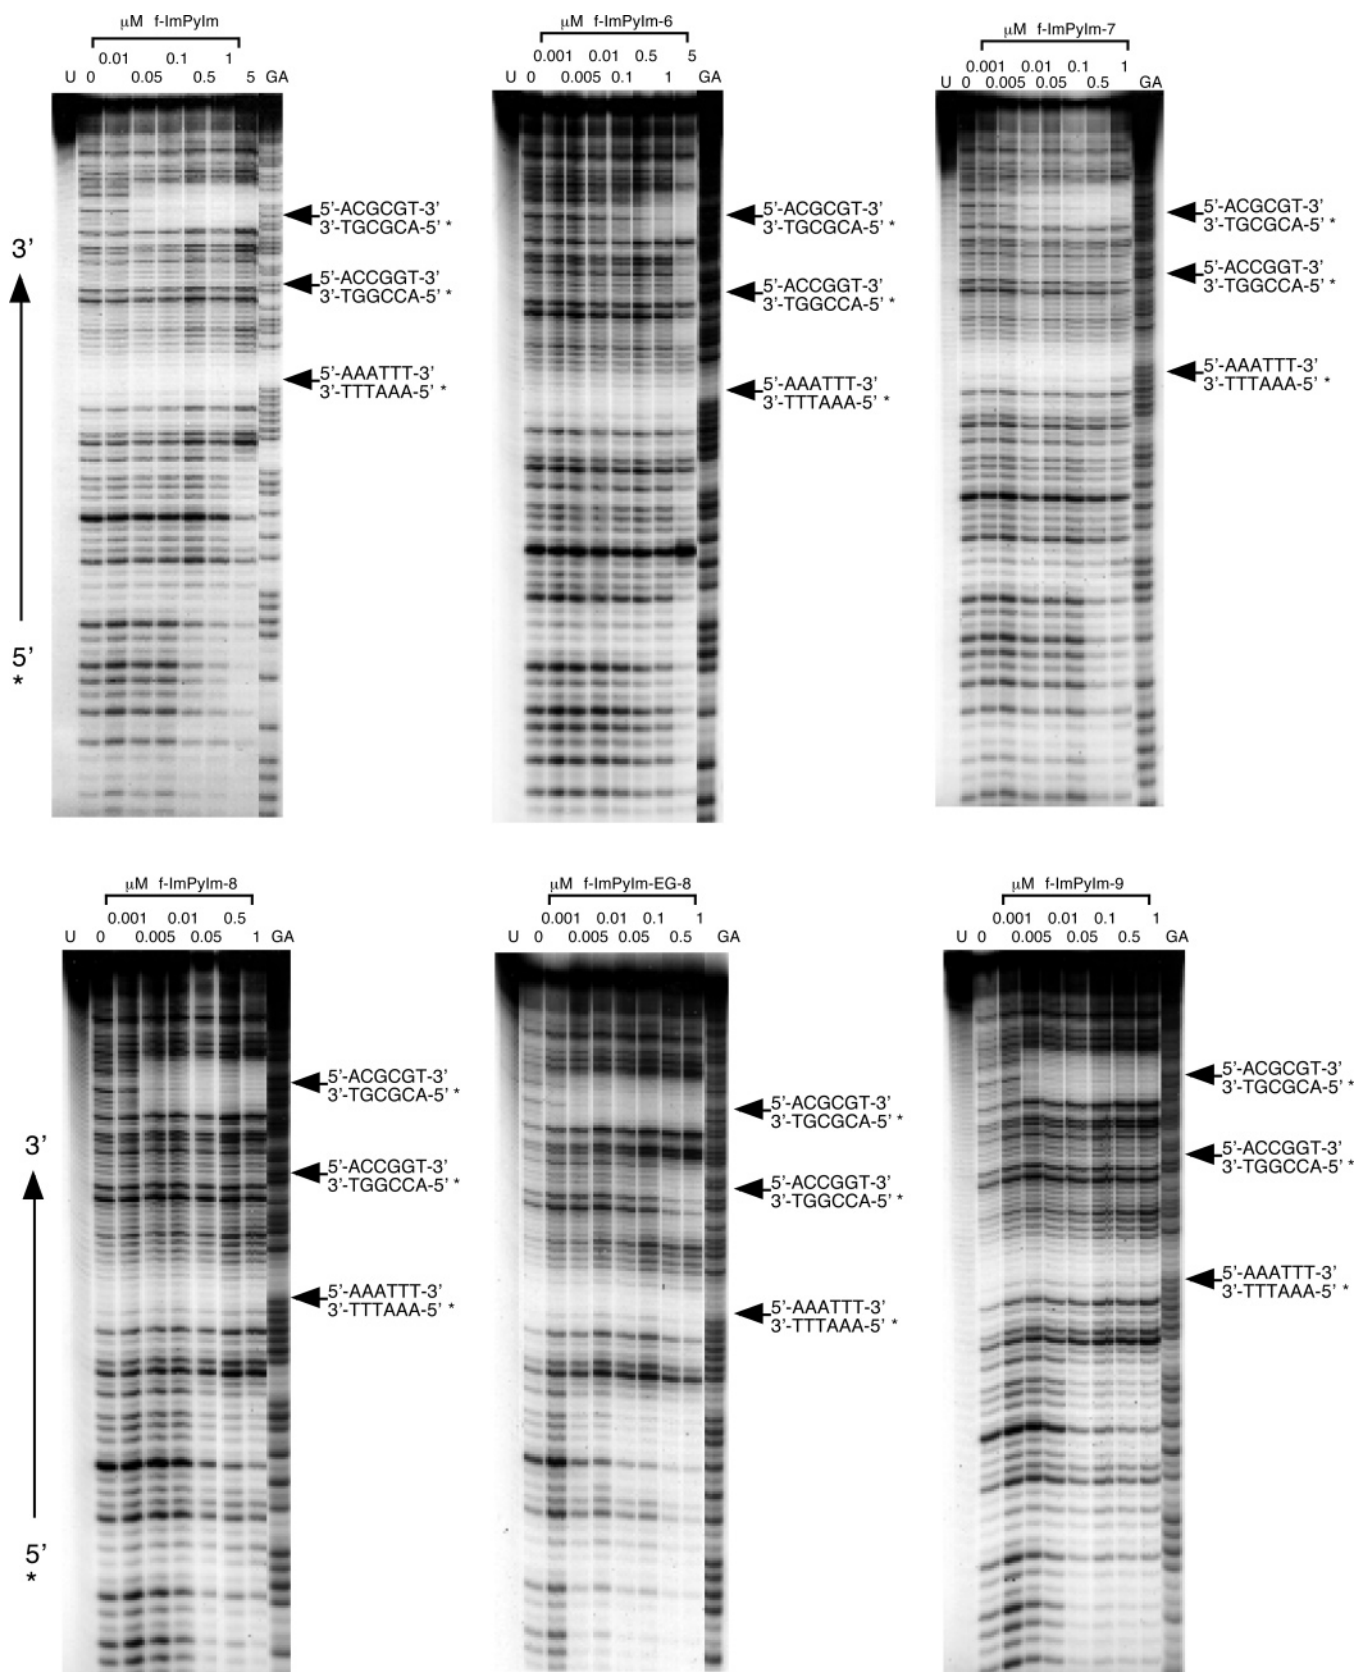 μM f-ImPyIm
0.01 0.1 1
U 0 0.05 0.5 5 GA
5'-ACGCGT-3'
3'-TGCGCA-5' *
5'-ACCGGT-3'
3'-TGGCCA-5' *
5'-AAATTT-3'
3'-TTTAAA-5' *
3'
5'
*
μM f-ImPyIm-6
0.001 0.01 0.5 5
U 0 0.005 0.1 1 GA
5'-ACGCGT-3'
3'-TGCGCA-5' *
5'-ACCGGT-3'
3'-TGGCCA-5' *
5'-AAATTT-3'
3'-TTTAAA-5' *
μM f-ImPyIm-7
0.001 0.01 0.1 1
U 0 0.005 0.05 0.5 GA
5'-ACGCGT-3'
3'-TGCGCA-5' *
5'-ACCGGT-3'
3'-TGGCCA-5' *
5'-AAATTT-3'
3'-TTTAAA-5' *
μM f-ImPyIm-8
0.001 0.01 0.5
U 0 0.005 0.05 1 GA
5'-ACGCGT-3'
3'-TGCGCA-5' *
5'-ACCGGT-3'
3'-TGGCCA-5' *
5'-AAATTT-3'
3'-TTTAAA-5' *
3'
5'
*
μM f-ImPyIm-EG-8
0.001 0.01 0.1 1
U 0 0.005 0.05 0.5 GA
5'-ACGCGT-3'
3'-TGCGCA-5' *
5'-ACCGGT-3'
3'-TGGCCA-5' *
5'-AAATTT-3'
3'-TTTAAA-5' *
μM f-ImPyIm-9
0.001 0.01 0.1 1
U 0 0.005 0.05 0.5 GA
5'-ACGCGT-3'
3'-TGCGCA-5' *
5'-ACCGGT-3'
3'-TGGCCA-5' *
5'-AAATTT-3'
3'-TTTAAA-5' *